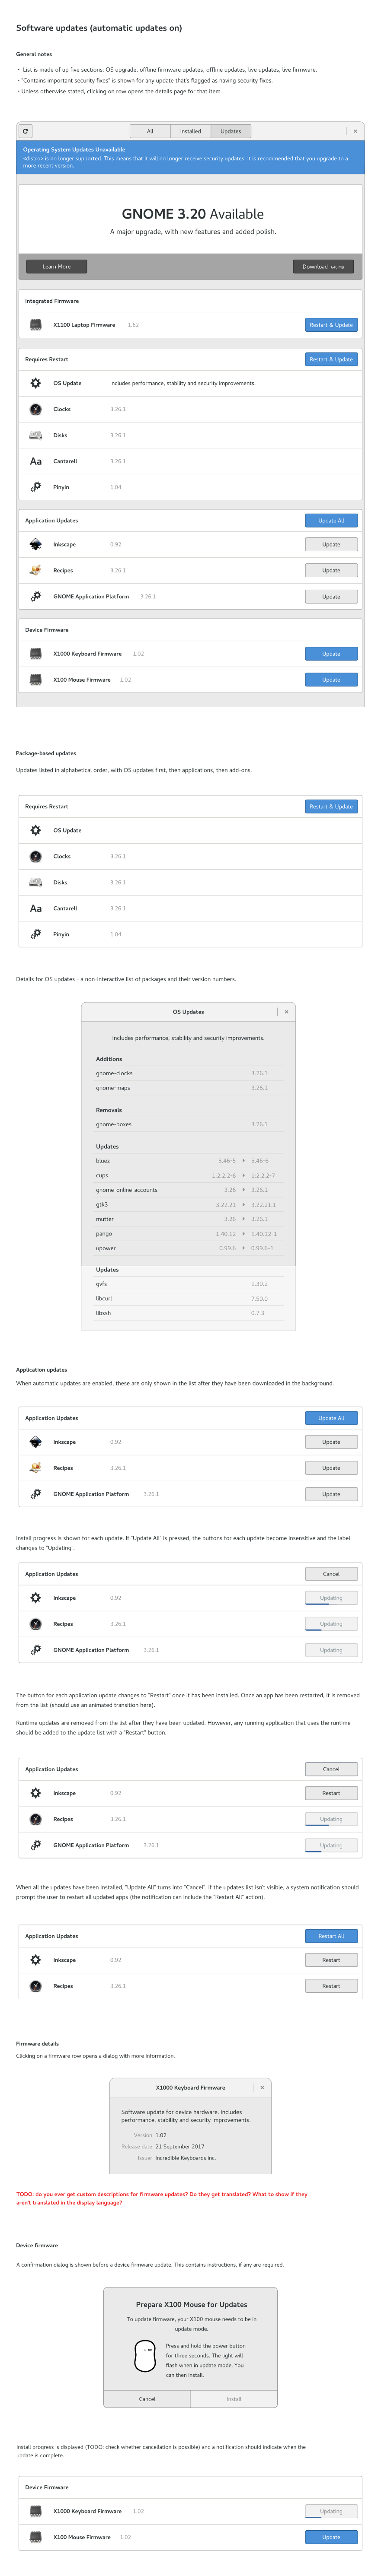 Software updates (automatic updates on)
General notes
• List is made of up five sections: OS upgrade, offline firmware updates, offline updates, live updates, live firmware.
• "Contains important security fixes" is shown for any update that's flagged as having security fixes.
• Unless otherwise stated, clicking on row opens the details page for that item.
All Installed Updates
Operating System Updates Unavailable
<distro> is no longer supported. This means that it will no longer receive security updates. It is recommended that you upgrade to a
more recent version.
GNOME 3.20 Available
A major upgrade, with new features and added polish.
Learn More Download
Integrated Firmware
X1100 Laptop Firmware 1.62 Restart & Update
Requires Restart Restart & Update
OS Update Includes performance, stability and security improvements.
Clocks 3.26.1
Disks 3.26.1
Aa Cantarell 3.26.1
Pinyin 1.04
Application Updates Update All
Inkscape 0.92 Update
Recipes 3.26.1 Update
GNOME Application Platform 3.26.1 Update
Device Firmware
X1000 Keyboard Firmware 1.02 Update
X100 Mouse Firmware 1.02 Update
Package-based updates
Updates listed in alphabetical order, with OS updates first, then applications, then add-ons.
Requires Restart Restart & Update
OS Update
Clocks 3.26.1
Disks 3.26.1
Aa Cantarell 3.26.1
Pinyin 1.04
Details for OS updates - a non-interactive list of packages and their version numbers.
OS Updates
Includes performance, stability and security improvements.
Additions
gnome-clocks 3.26.1
gnome-maps 3.26.1
Removals
gnome-boxes 3.26.1
Updates
bluez 5.46-5 5.46-6
cups 1:2.2.2-6 1:2.2.2-7
gnome-online-accounts 3.26 3.26.1
gtk3 3.22.21 3.22.21.1
mutter 3.26 3.26.1
pango 1.40.12 1.40.12-1
upower 0.99.6 0.99.6-1
Updates
gvfs 1.30.2
libcurl 7.50.0
libssh 0.7.3
Application updates
When automatic updates are enabled, these are only shown in the list after they have been downloaded in the background.
Application Updates Update All
Inkscape 0.92 Update
Recipes 3.26.1 Update
GNOME Application Platform 3.26.1 Update
Install progress is shown for each update. If "Update All" is pressed, the buttons for each update become insensitive and the label
changes to "Updating".
Application Updates Cancel
Inkscape 0.92 Updating
Recipes 3.26.1 Updating
GNOME Application Platform 3.26.1 Updating
The button for each application update changes to "Restart" once it has been installed. Once an app has been restarted, it is removed
from the list (should use an animated transition here).
Runtime updates are removed from the list after they have been updated. However, any running application that uses the runtime
should be added to the update list with a "Restart" button.
Application Updates Cancel
Inkscape 0.92 Restart
Recipes 3.26.1 Updating
GNOME Application Platform 3.26.1 Updating
When all the updates have been installed, "Update All" turns into "Cancel". If the updates list isn't visible, a system notification should
prompt the user to restart all updated apps (the notification can include the "Restart All" action).
Application Updates Restart All
Inkscape 0.92 Restart
Recipes 3.26.1 Restart
Firmware details
Clicking on a firmware row opens a dialog with more information.
X1000 Keyboard Firmware
Software update for device hardware. Includes
performance, stability and security improvements.
Version 1.02
Release date 21 September 2017
Issuer Incredible Keyboards inc.
TODO: do you ever get custom descriptions for firmware updates? Do they get translated? What to show if they
aren't translated in the display language?
Device firmware
A confirmation dialog is shown before a device firmware update. This contains instructions, if any are required.
Prepare X100 Mouse for Updates
To update firmware, your X100 mouse needs to be in
update mode.
Press and hold the power button
for three seconds. The light will
flash when in update mode. You
can then install.
Cancel Install
Install progress is displayed (TODO: check whether cancellation is possible) and a notification should indicate when the
update is complete.
Device Firmware
X1000 Keyboard Firmware 1.02 Updating
X100 Mouse Firmware 1.02 Update